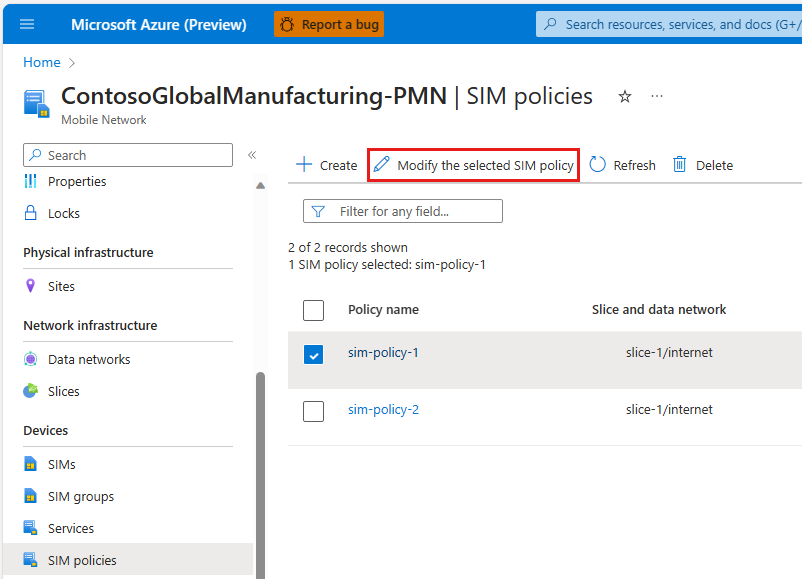 Microsoft Azure (Preview)
Report a bug
Search resources, services, and docs (G+/
Home
ContosoGlobalManufacturing-PMN | SIM policies
Mobile Network
Search
Properties
Locks
Physical infrastructure
Sites
Network infrastructure
Data networks
Slices
Devices
SIMs
SIM groups
Services
SIM policies
Create
Modify the selected SIM policy
Refresh
Delete
Filter for any field...
2 of 2 records shown
1 SIM policy selected: sim-policy-1
Policy name Slice and data network
sim-policy-1 slice-1/internet
sim-policy-2 slice-1/internet